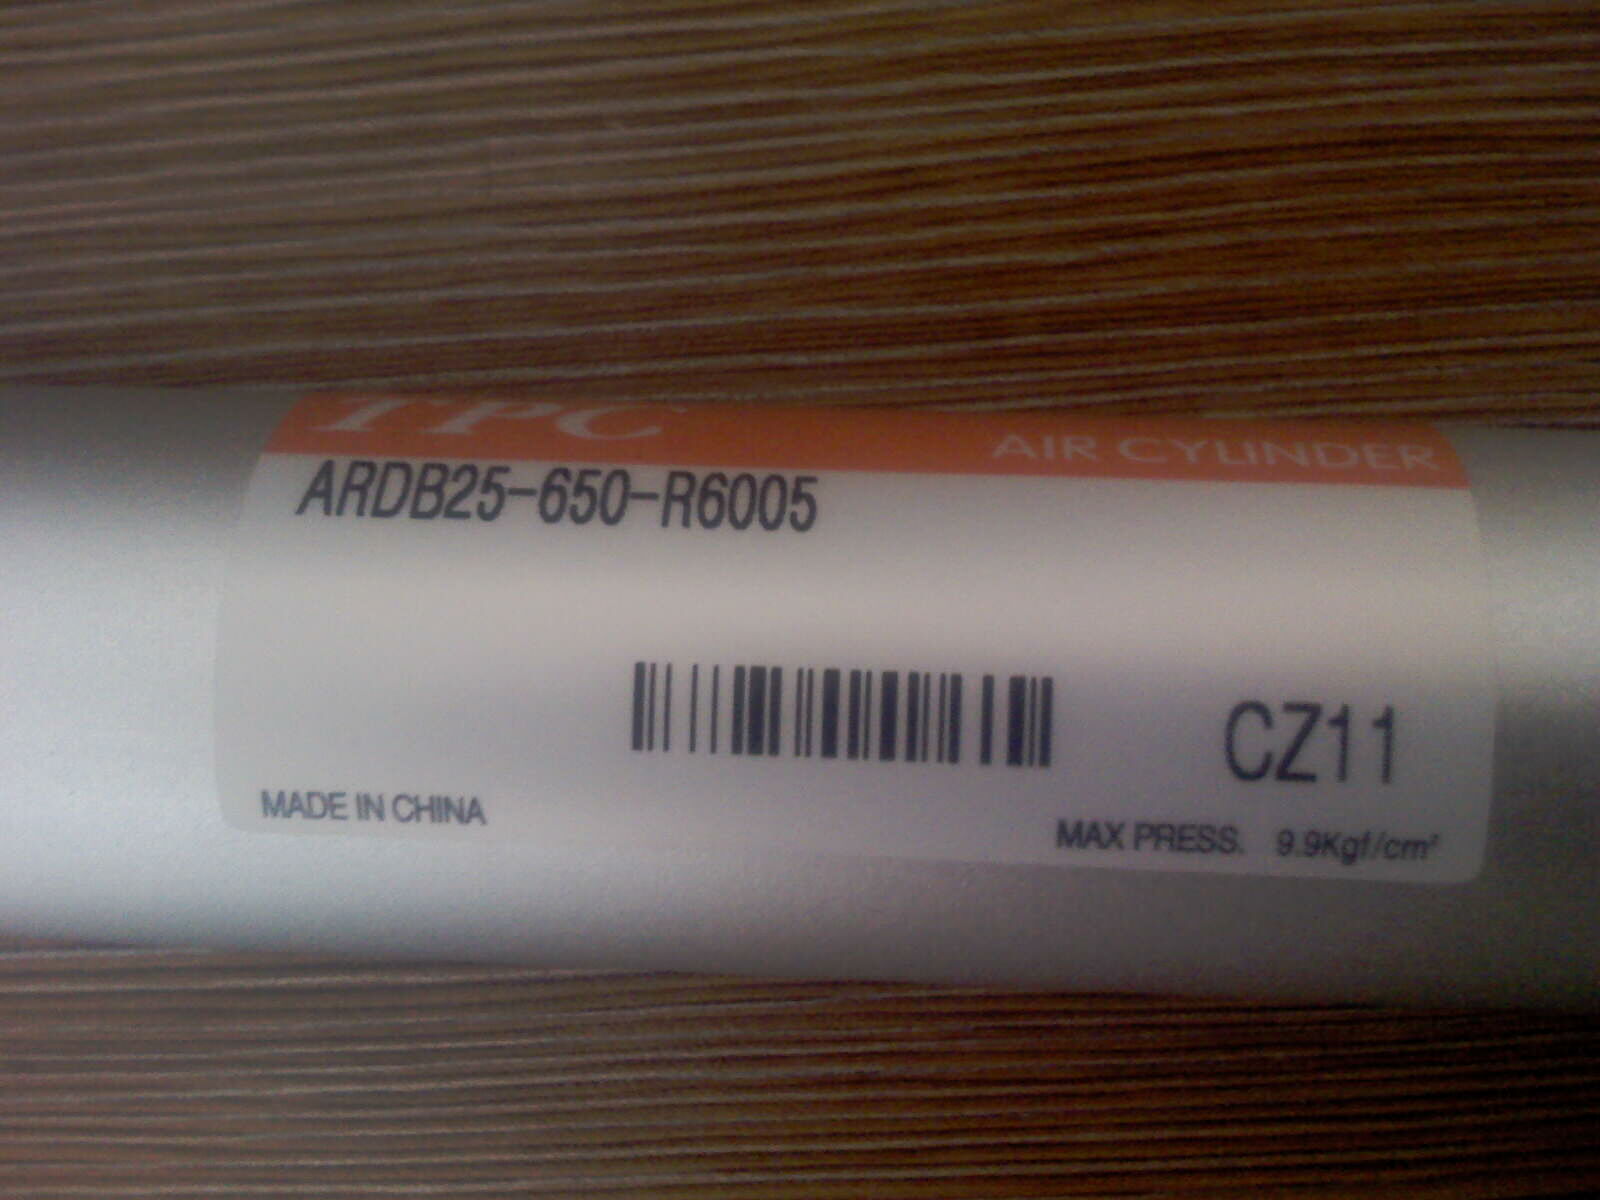 TPC AIR CYLINDER
ARDB25-650-R6005
CZ11
MADE IN CHINA
MAX PRESS. 9.9Kgf/cm²